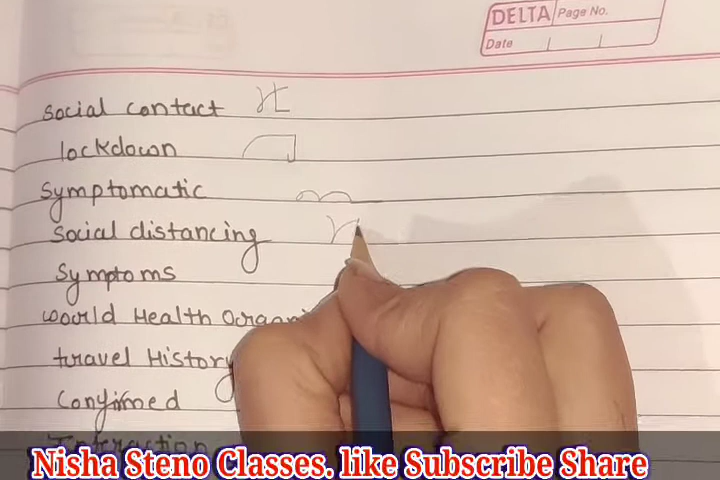 DELTA Page No.
Date
Social contact
lockdown
Symptomatic
Social distancing
Symptoms
World Health
travel History
Confirmed
Interaction
Nisha Steno Classes. like Subscribe Share